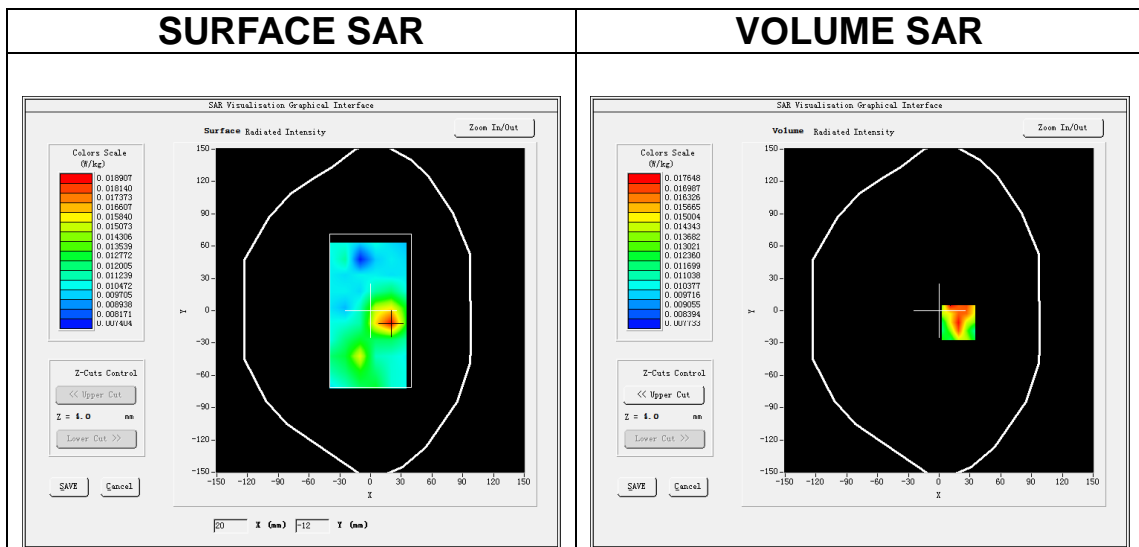 SURFACE SAR
SAR Visualisation Graphical Interface
Surface Radiated Intensity
Zoom In/Out
Colors Scale
(W/kg)
0.018907
0.018140
0.017373
0.016607
0.015840
0.015073
0.014306
0.013539
0.012772
0.012005
0.011239
0.010472
0.009705
0.008938
0.008171
0.007404
150
120
90
60
30
0
-30
-60
-90
-120
-150
Y
-150 -120 -90 -60 -30 0 30 60 90 120 150
X
Z-Cuts Control
<< Upper Cut
Z = 4.0 mm
Lower Cut >>
SAVE Cancel
20 X (mm) -12 Y (mm)
VOLUME SAR
SAR Visualisation Graphical Interface
Volume Radiated Intensity
Zoom In/Out
Colors Scale
(W/kg)
0.017648
0.016987
0.016326
0.015665
0.015004
0.014343
0.013682
0.013021
0.012360
0.011699
0.011038
0.010377
0.009716
0.009055
0.008394
0.007733
150
120
90
60
30
0
-30
-60
-90
-120
-150
Y
-150 -120 -90 -60 -30 0 30 60 90 120 150
X
Z-Cuts Control
<< Upper Cut
Z = 4.0 mm
Lower Cut >>
SAVE Cancel